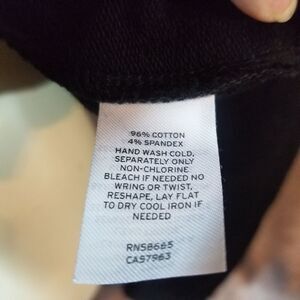 96% COTTON
4% SPANDEX
HAND WASH COLD,
SEPARATELY ONLY
NON-CHLORINE
BLEACH IF NEEDED NO
WRING OR TWIST,
RESHAPE, LAY FLAT
TO DRY COOL IRON IF
NEEDED
RN58665
CA57963